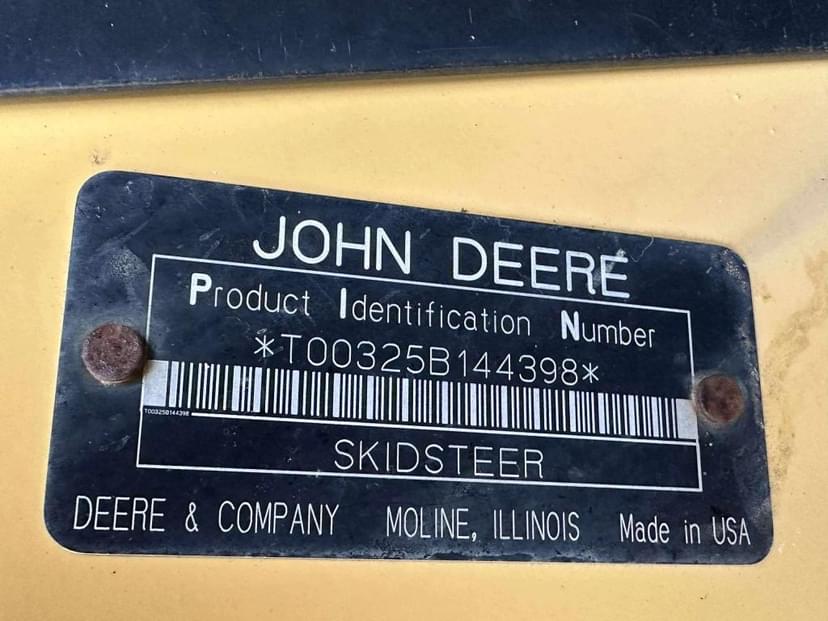 JOHN DEERE
Product Identification Number
*T00325B144398*
T00325B144398
SKIDSTEER
DEERE & COMPANY MOLINE, ILLINOIS Made in USA